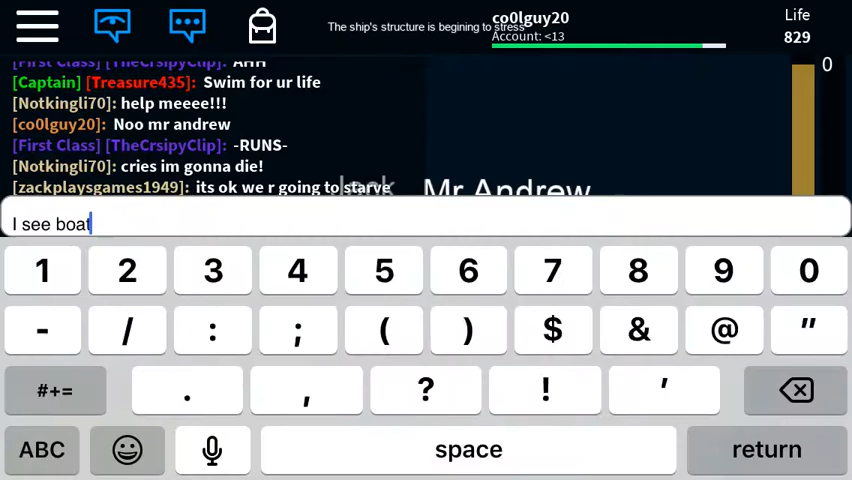 The ship's structure is begining to stress
co0lguy20
Account: <13
Life
829
0
[First Class] [TheCrsipyClip]: AHH
[Captain] [Treasure435]: Swim for ur life
[Notkingli70]: help meeee!!!
[co0lguy20]: Noo mr andrew
[First Class] [TheCrsipyClip]: -RUNS-
[Notkingli70]: cries im gonna die!
[zackplaysgames1949]: its ok we r going to starve
Jack
Mr Andrew
I see boat
1 2 3 4 5 6 7 8 9 0
- / : ; ( ) $ & @ "
#+= . , ? ! '
ABC space return